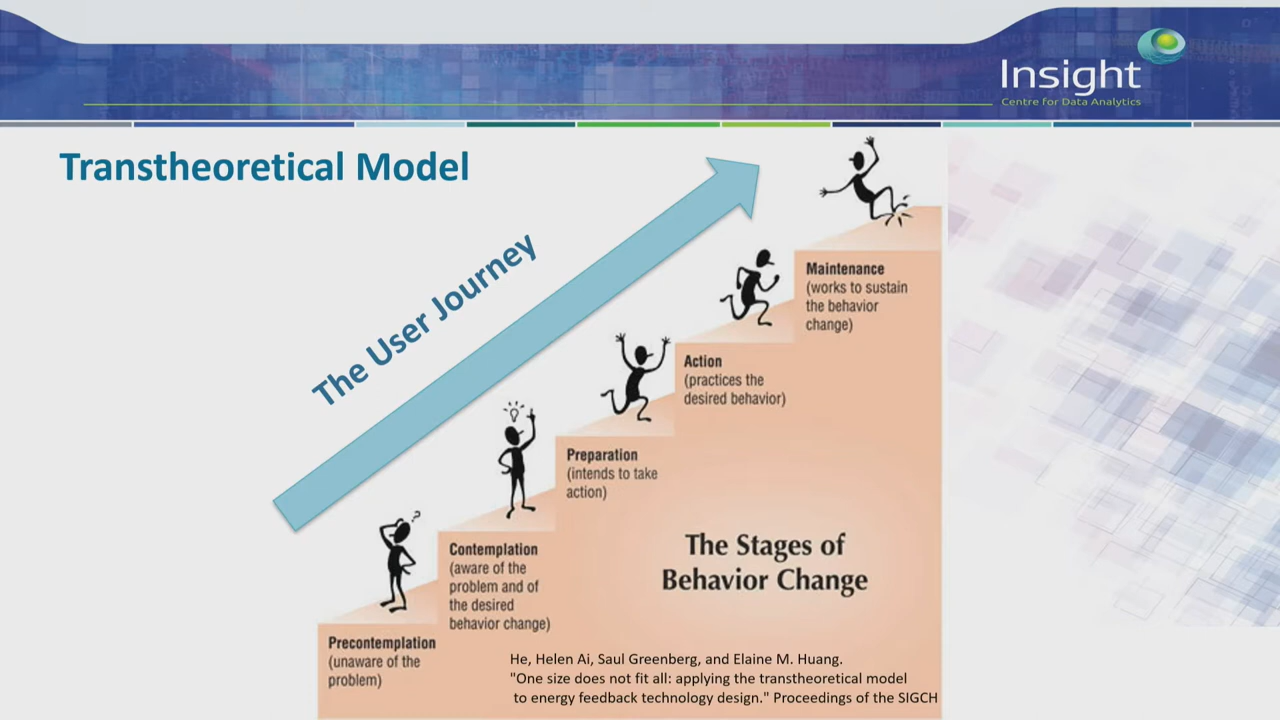 Insight
Centre for Data Analytics
Transtheoretical Model
The User Journey
Maintenance
(works to sustain
the behavior
change)
Action
(practices the
desired behavior)
Preparation
(intends to take
action)
Contemplation
(aware of the
problem and of
the desired
behavior change)
Precontemplation
(unaware of the
problem)
The Stages of
Behavior Change
He, Helen Ai, Saul Greenberg, and Elaine M. Huang.
"One size does not fit all: applying the transtheoretical model
to energy feedback technology design." Proceedings of the SIGCH
?